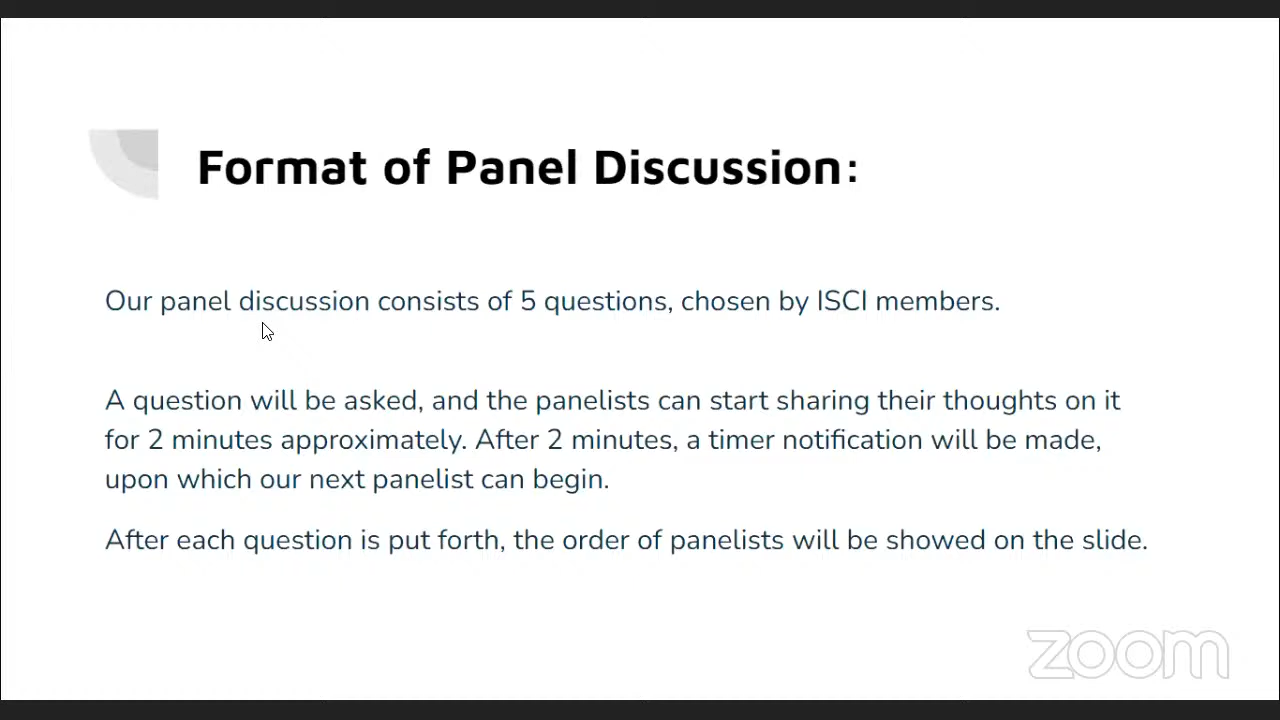 Format of Panel Discussion:
Our panel discussion consists of 5 questions, chosen by ISCI members.
A question will be asked, and the panelists can start sharing their thoughts on it
for 2 minutes approximately. After 2 minutes, a timer notification will be made,
upon which our next panelist can begin.
After each question is put forth, the order of panelists will be showed on the slide.
zoom